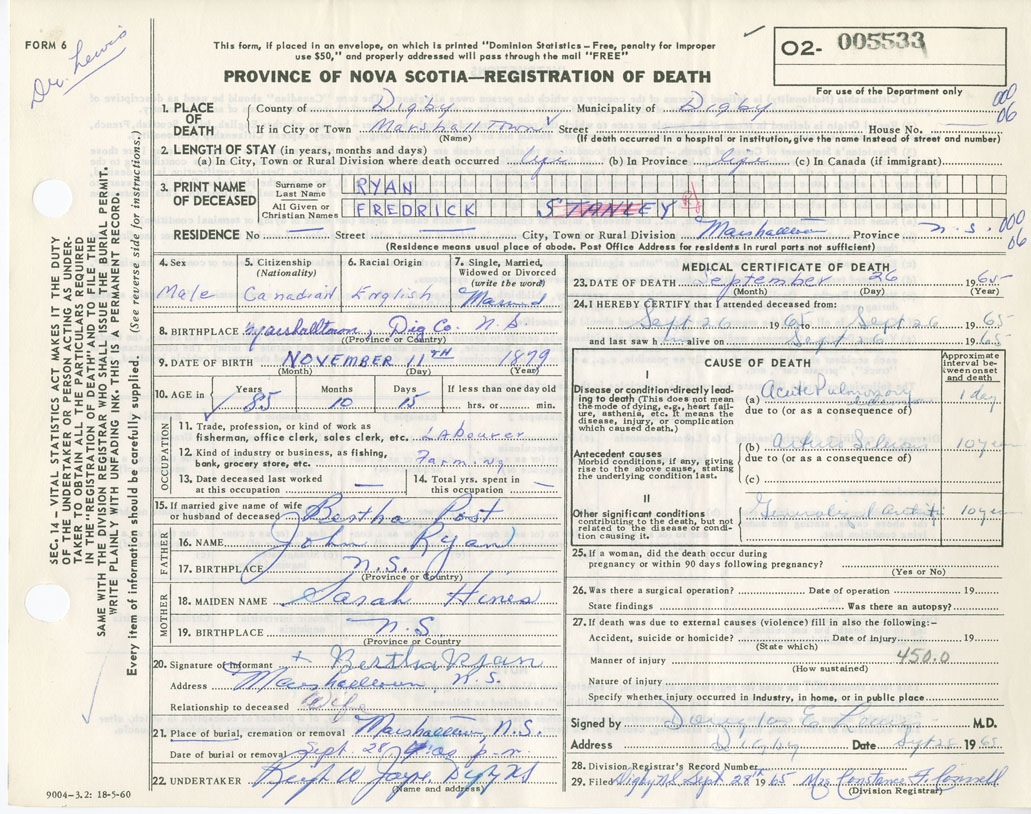 FORM 6
Dr. Lewis
This form, if placed in an envelope, on which is printed "Dominion Statistics – Free, penalty for improper
use $50," and properly addressed will pass through the mail "FREE"
O2- 005533
PROVINCE OF NOVA SCOTIA—REGISTRATION OF DEATH
For use of the Department only
1. PLACE OF DEATH County of Digby Municipality of Digby 000 06
If in City or Town Marshalltown Street House No.
(Name) (If death occurred in a hospital or institution, give the name instead of street and number)
2. LENGTH OF STAY (in years, months and days)
(a) In City, Town or Rural Division where death occurred life (b) In Province life (c) In Canada (if immigrant)
3. PRINT NAME OF DECEASED
Surname or Last Name RYAN
All Given or Christian Names FREDRICK STANLEY
RESIDENCE No Street City, Town or Rural Division Marshalltown Province N.S. 000 06
(Residence means usual place of abode. Post Office Address for residents in rural parts not sufficient)
4. Sex Male
5. Citizenship (Nationality) Canadian
6. Racial Origin English
7. Single, Married, Widowed or Divorced (write the word) Married
8. BIRTHPLACE Marshalltown, Dig Co. N S
(Province or Country)
9. DATE OF BIRTH NOVEMBER 11TH 1879
(Month) (Day) (Year)
10. AGE in Years 85 Months 10 Days 15 If less than one day old hrs. or min.
OCCUPATION
11. Trade, profession, or kind of work as
fisherman, office clerk, sales clerk, etc. Labourer
12. Kind of industry or business, as fishing,
bank, grocery store, etc. Farming
13. Date deceased last worked at this occupation
14. Total yrs. spent in this occupation
15. If married give name of wife
or husband of deceased Bertha Post
FATHER
16. NAME John Ryan
17. BIRTHPLACE N.S.
(Province or Country)
MOTHER
18. MAIDEN NAME Sarah Hines
19. BIRTHPLACE N.S
(Province or Country)
20. Signature of informant + Bertha Ryan
Address Marshalltown, N.S.
Relationship to deceased Wife
21. Place of burial, cremation or removal Marshalltown N.S.
Date of burial or removal Sept. 28 p.m.
22. UNDERTAKER
(Name and address)
9004–3.2: 18-5-60
MEDICAL CERTIFICATE OF DEATH
23. DATE OF DEATH September 26 1965
(Month) (Day) (Year)
24. I HEREBY CERTIFY that I attended deceased from:
Sept 26 1965 to Sept 26 1965
and last saw him alive on Sept 26 1965
CAUSE OF DEATH
Approximate interval between onset and death
I
Disease or condition directly leading to death (This does not mean the mode of dying, e.g., heart failure, asthenia, etc. It means the disease, injury, or complication which caused death.)
(a) Acute Pulmonary 1 day
due to (or as a consequence of)
Antecedent causes
Morbid conditions, if any, giving rise to the above cause, stating the underlying condition last.
(b) 10 years
due to (or as a consequence of)
(c)
II
Other significant conditions
contributing to the death, but not related to the disease or condition causing it.
10 years
25. If a woman, did the death occur during
pregnancy or within 90 days following pregnancy?
(Yes or No)
26. Was there a surgical operation? Date of operation 19
State findings Was there an autopsy?
27. If death was due to external causes (violence) fill in also the following:–
Accident, suicide or homicide? Date of injury 19
(State which)
Manner of injury 450.0
(How sustained)
Nature of injury
Specify whether injury occurred in industry, in home, or in public place
Signed by M.D.
Address Digby Date Sept 28 1965
28. Division Registrar's Record Number
29. Filed Digby N.S. Sept. 28th 1965 Mrs. Constance F. Connell
(Division Registrar)
SEC. 14 – VITAL STATISTICS ACT MAKES IT THE DUTY
OF THE UNDERTAKER OR PERSON ACTING AS UNDER-
TAKER TO OBTAIN ALL THE PARTICULARS REQUIRED
IN THE "REGISTRATION OF DEATH" AND TO FILE THE
SAME WITH THE DIVISION REGISTRAR WHO SHALL ISSUE THE BURIAL PERMIT.
WRITE PLAINLY WITH UNFADING INK. THIS IS A PERMANENT RECORD.
Every item of information should be carefully supplied. (See reverse side for instructions.)